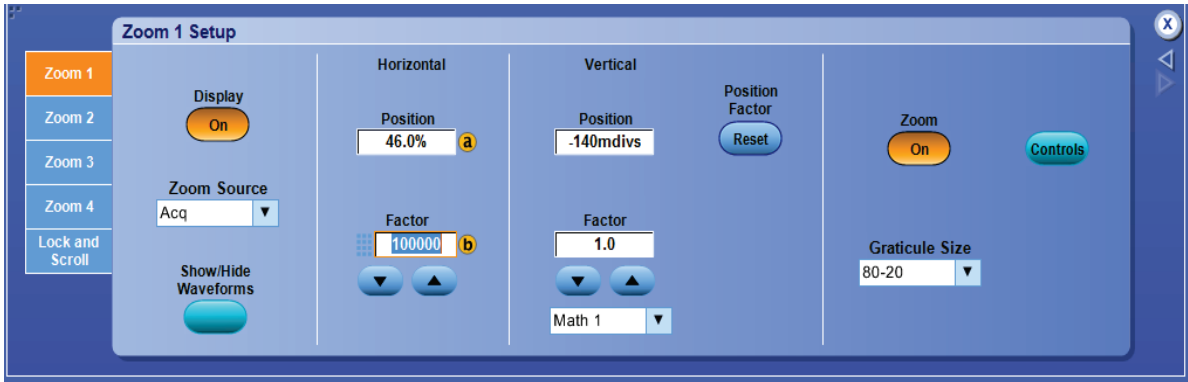 Zoom 1 Setup
X
Zoom 1
Zoom 2
Zoom 3
Zoom 4
Lock and
Scroll
Display
On
Zoom Source
Acq
Show/Hide
Waveforms
Horizontal
Position
46.0%
a
Factor
100000
b
Vertical
Position
-140mdivs
Factor
1.0
Math 1
Position
Factor
Reset
Zoom
On
Controls
Graticule Size
80-20